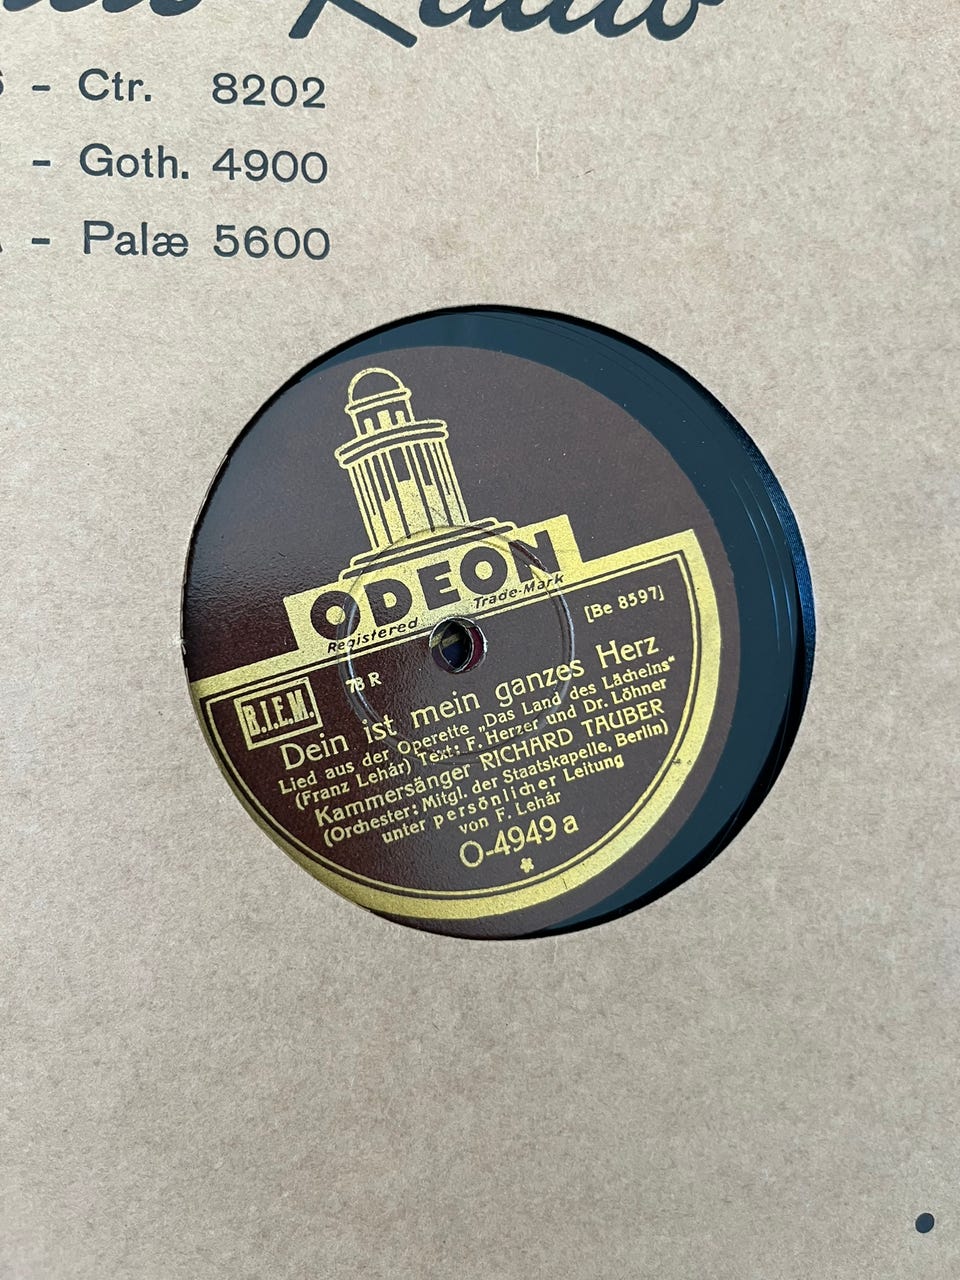 - Ctr. 8202
- Goth. 4900
- Palæ 5600
ODEON
Registered Trade-Mark
[Be 8597]
78 R
B.I.E.M.
Dein ist mein ganzes Herz
Lied aus der Operette „Das Land des Lächelns“
(Franz Lehár) Text: F. Herzer und Dr. Löhner
Kammersänger RICHARD TAUBER
(Orchester: Mitgl. der Staatskapelle, Berlin)
unter persönlicher Leitung
von F. Lehár
O-4949 a